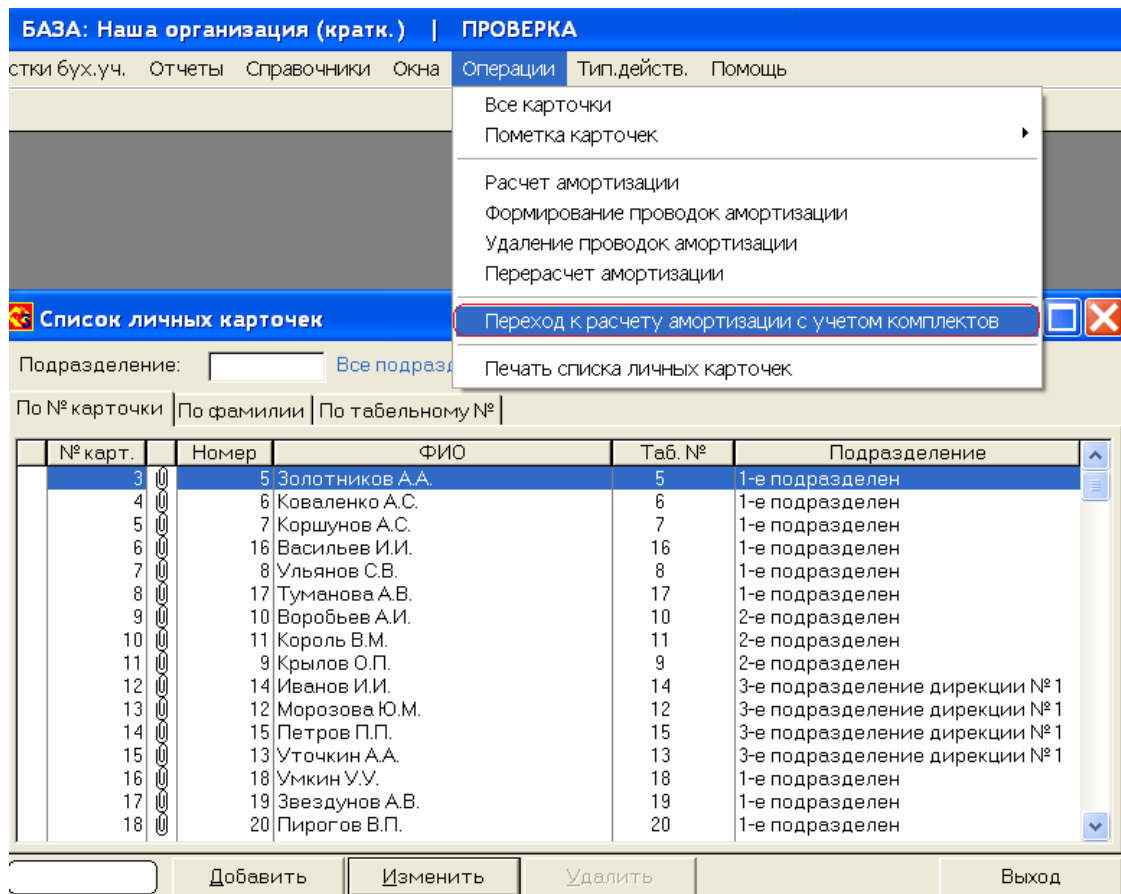 БАЗА: Наша организация (кратк.) | ПРОВЕРКА
стки бух.уч. Отчеты Справочники Окна Операции Тип.действ. Помощь
Все карточки
Пометка карточек
Расчет амортизации
Формирование проводок амортизации
Удаление проводок амортизации
Перерасчет амортизации
Переход к расчету амортизации с учетом комплектов
Печать списка личных карточек
Список личных карточек
Подразделение: Все подразд
По № карточки По фамилии По табельному №
№ карт. Номер ФИО Таб. № Подразделение
3 5 Золотников А.А. 5 1-е подразделен
4 6 Коваленко А.С. 6 1-е подразделен
5 7 Коршунов А.С. 7 1-е подразделен
6 16 Васильев И.И. 16 1-е подразделен
7 8 Ульянов С.В. 8 1-е подразделен
8 17 Туманова А.В. 17 1-е подразделен
9 10 Воробьев А.И. 10 2-е подразделен
10 11 Король В.М. 11 2-е подразделен
11 9 Крылов О.П. 9 2-е подразделен
12 14 Иванов И.И. 14 3-е подразделение дирекции №1
13 12 Морозова Ю.М. 12 3-е подразделение дирекции №1
14 15 Петров П.П. 15 3-е подразделение дирекции №1
15 13 Уточкин А.А. 13 3-е подразделение дирекции №1
16 18 Умкин У.У. 18 1-е подразделен
17 19 Звездунов А.В. 19 1-е подразделен
18 20 Пирогов В.П. 20 1-е подразделен
Добавить Изменить Удалить Выход